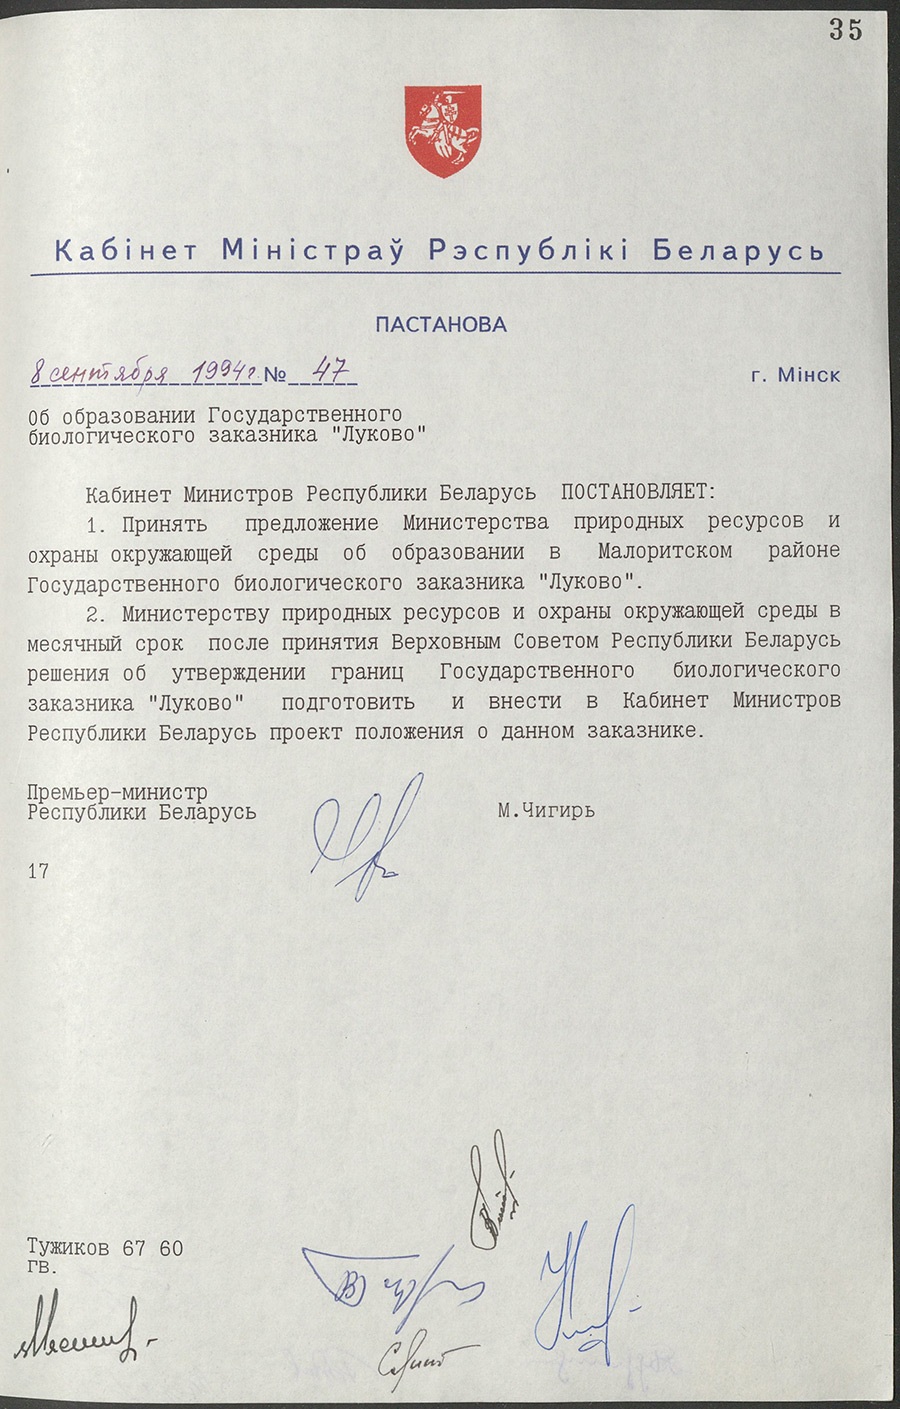 35
Кабінет Міністраў Рэспублікі Беларусь
ПАСТАНОВА
8 сентября 1994г. № 47 г. Мінск
Об образовании Государственного
биологического заказника "Луково"
Кабинет Министров Республики Беларусь ПОСТАНОВЛЯЕТ:
1. Принять предложение Министерства природных ресурсов и
охраны окружающей среды об образовании в Малоритском районе
Государственного биологического заказника "Луково".
2. Министерству природных ресурсов и охраны окружающей среды в
месячный срок после принятия Верховным Советом Республики Беларусь
решения об утверждении границ Государственного биологического
заказника "Луково" подготовить и внести в Кабинет Министров
Республики Беларусь проект положения о данном заказнике.
Премьер-министр
Республики Беларусь М.Чигирь
17
Тужиков 67 60
гв.